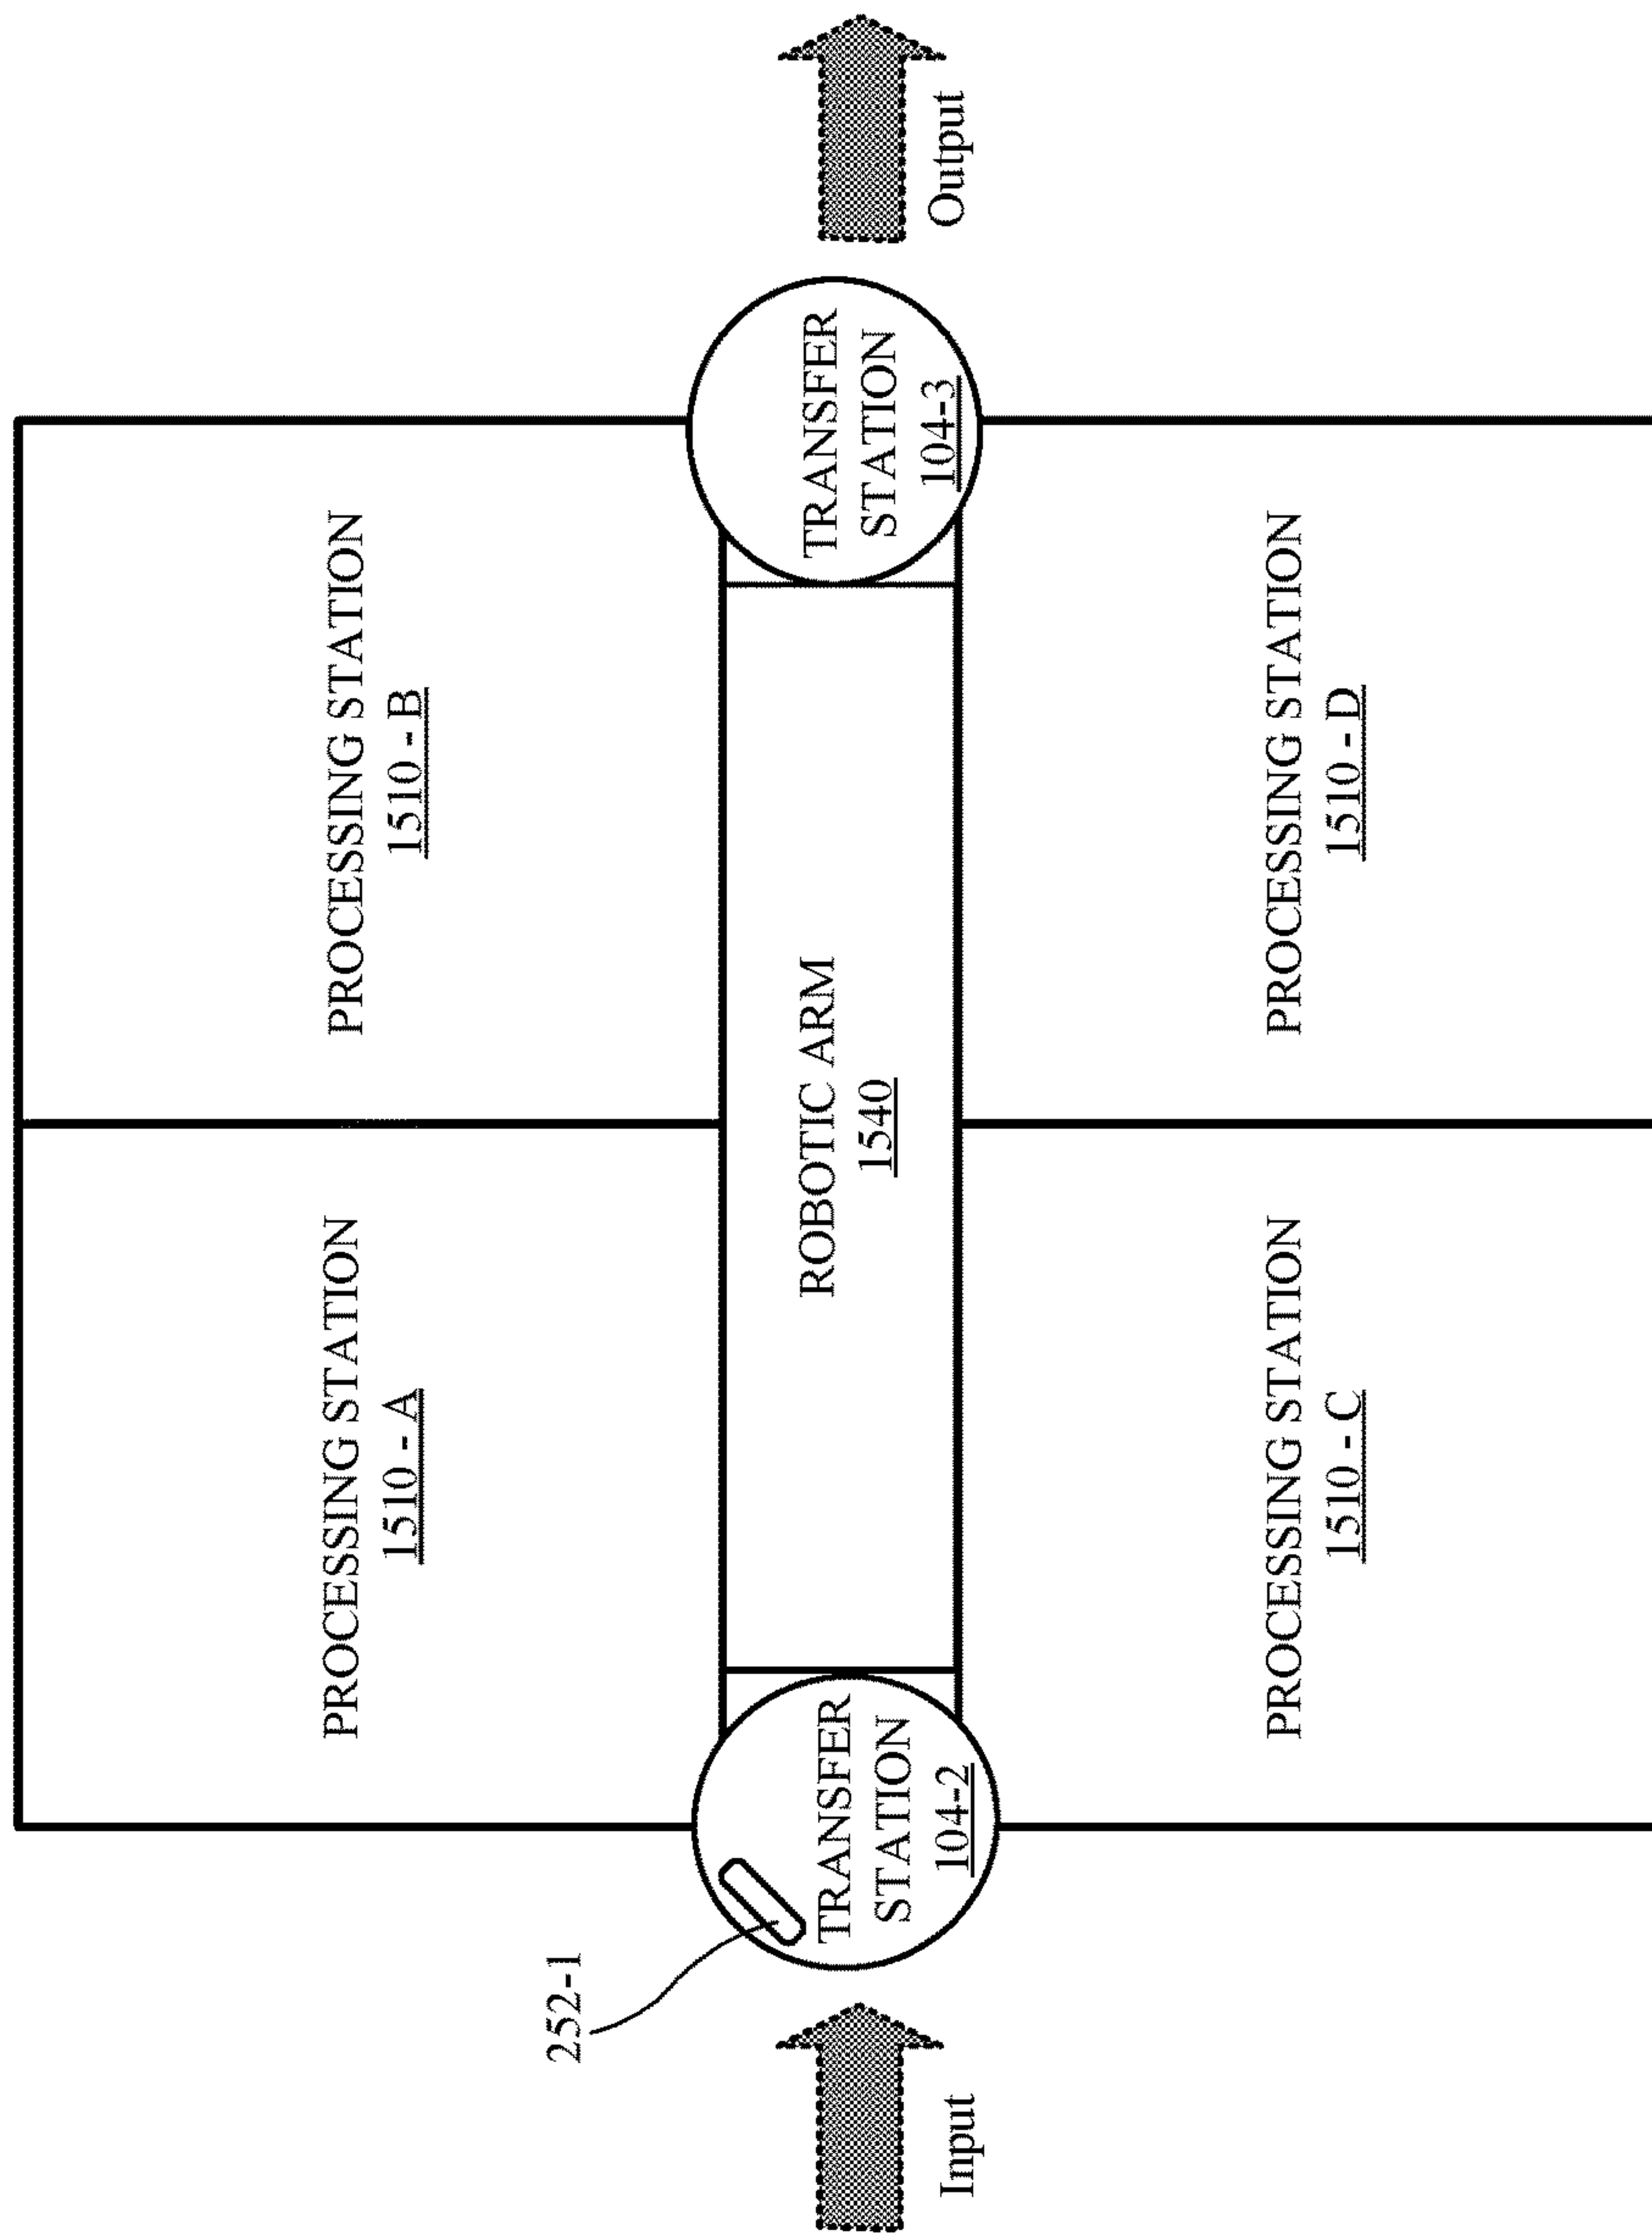 PROCESSING STATION
1510 - A
PROCESSING STATION
1510 - B
252-1
Input
TRANSFER
STATION
104-2
ROBOTIC ARM
1540
TRANSFER
STATION
104-3
Output
PROCESSING STATION
1510 - C
PROCESSING STATION
1510 - D